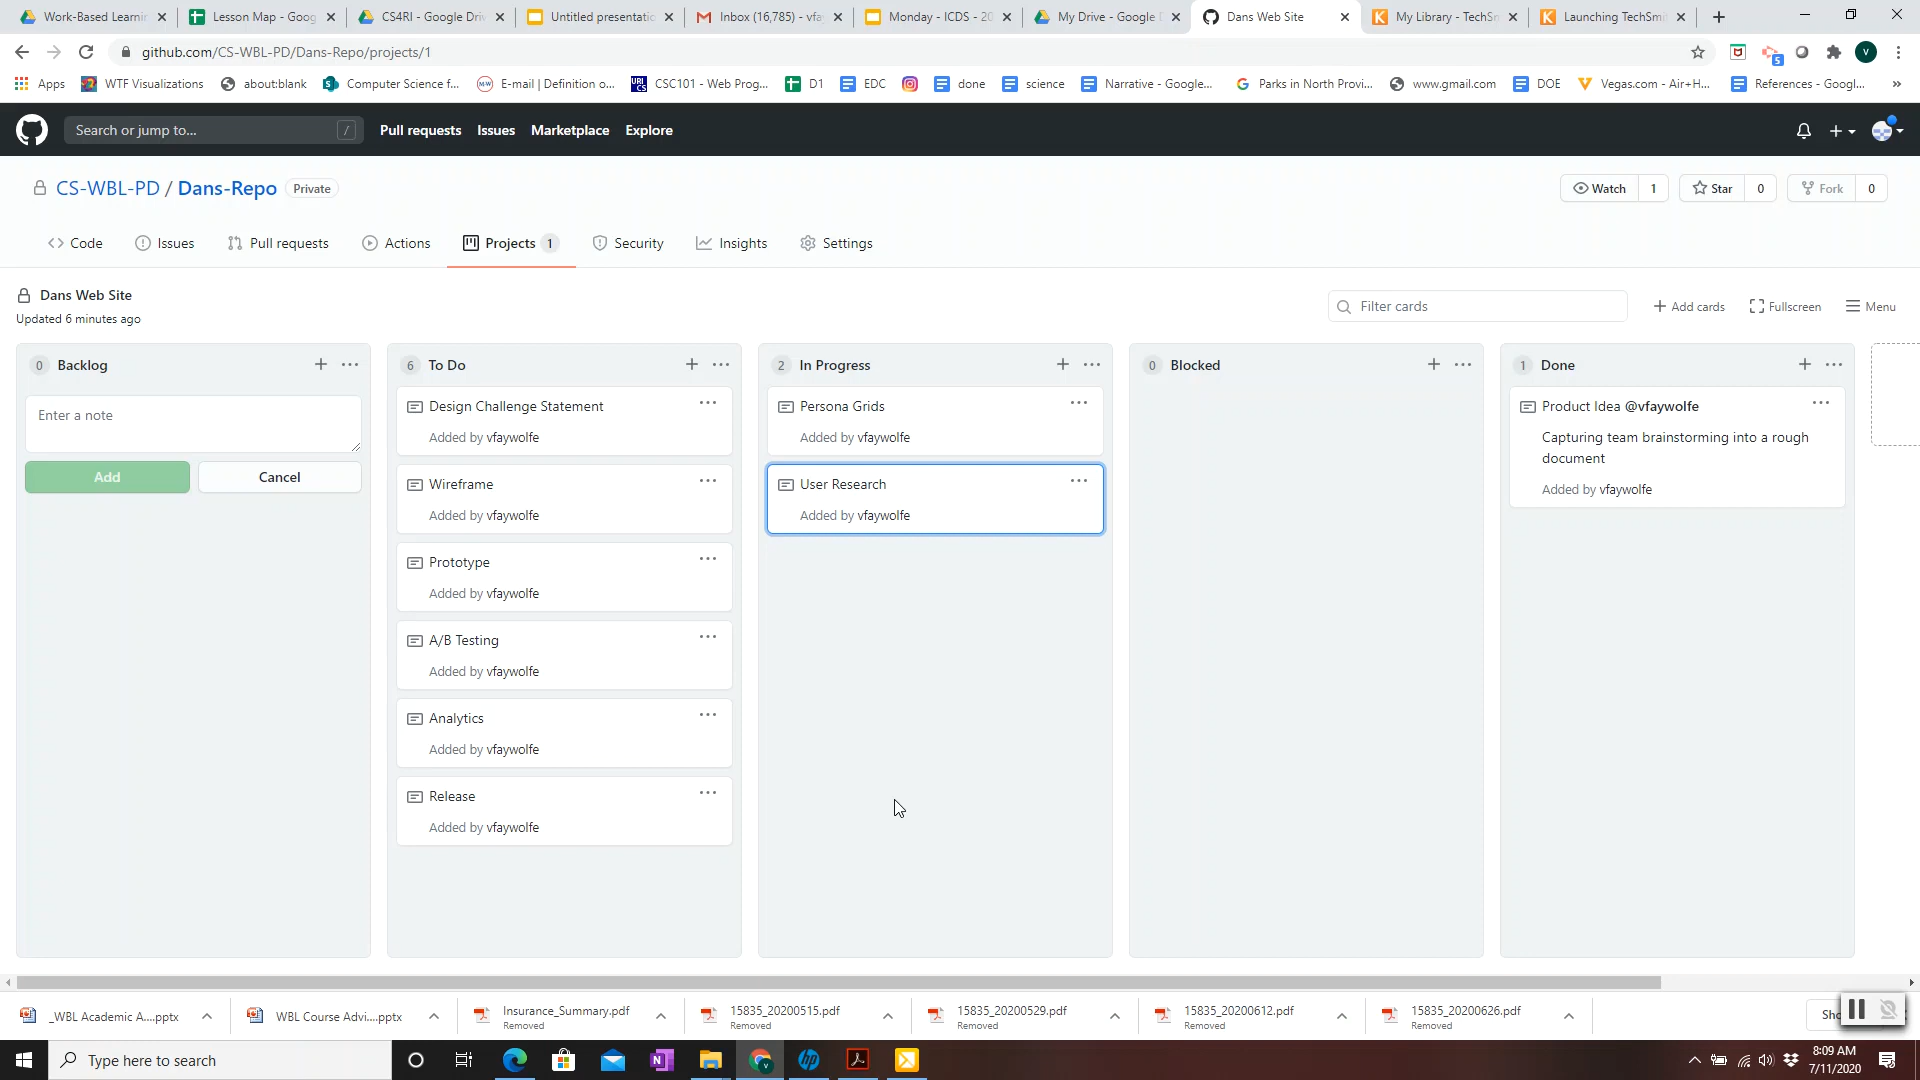 Work-Based Learni
Lesson Map - Goog
CS4RI - Google Driv
Untitled presentatio
Inbox (16,785) - vfay
Monday - ICDS - 20
My Drive - Google D
Dans Web Site
My Library - TechSm
Launching TechSmit
github.com/CS-WBL-PD/Dans-Repo/projects/1
5
V
Apps
WTF Visualizations
about:blank
Computer Science f...
E-mail | Definition o...
CSC101 - Web Prog...
D1
EDC
done
science
Narrative - Google...
Parks in North Provi...
www.gmail.com
DOE
Vegas.com - Air+H...
References - Googl...
»
Search or jump to...
/
Pull requests
Issues
Marketplace
Explore
CS-WBL-PD / Dans-Repo
Private
Watch
1
Star
0
Fork
0
Code
Issues
Pull requests
Actions
Projects 1
Security
Insights
Settings
Dans Web Site
Updated 6 minutes ago
Filter cards
Add cards
Fullscreen
Menu
0 Backlog
Enter a note
Add
Cancel
6 To Do
Design Challenge Statement
Added by vfaywolfe
Wireframe
Added by vfaywolfe
Prototype
Added by vfaywolfe
A/B Testing
Added by vfaywolfe
Analytics
Added by vfaywolfe
Release
Added by vfaywolfe
2 In Progress
Persona Grids
Added by vfaywolfe
User Research
Added by vfaywolfe
0 Blocked
1 Done
Product Idea @vfaywolfe
Capturing team brainstorming into a rough
document
Added by vfaywolfe
_WBL Academic A....pptx
WBL Course Advi....pptx
Insurance_Summary.pdf
Removed
15835_20200515.pdf
Removed
15835_20200529.pdf
Removed
15835_20200612.pdf
Removed
15835_20200626.pdf
Removed
Sho
Type here to search
8:09 AM
7/11/2020